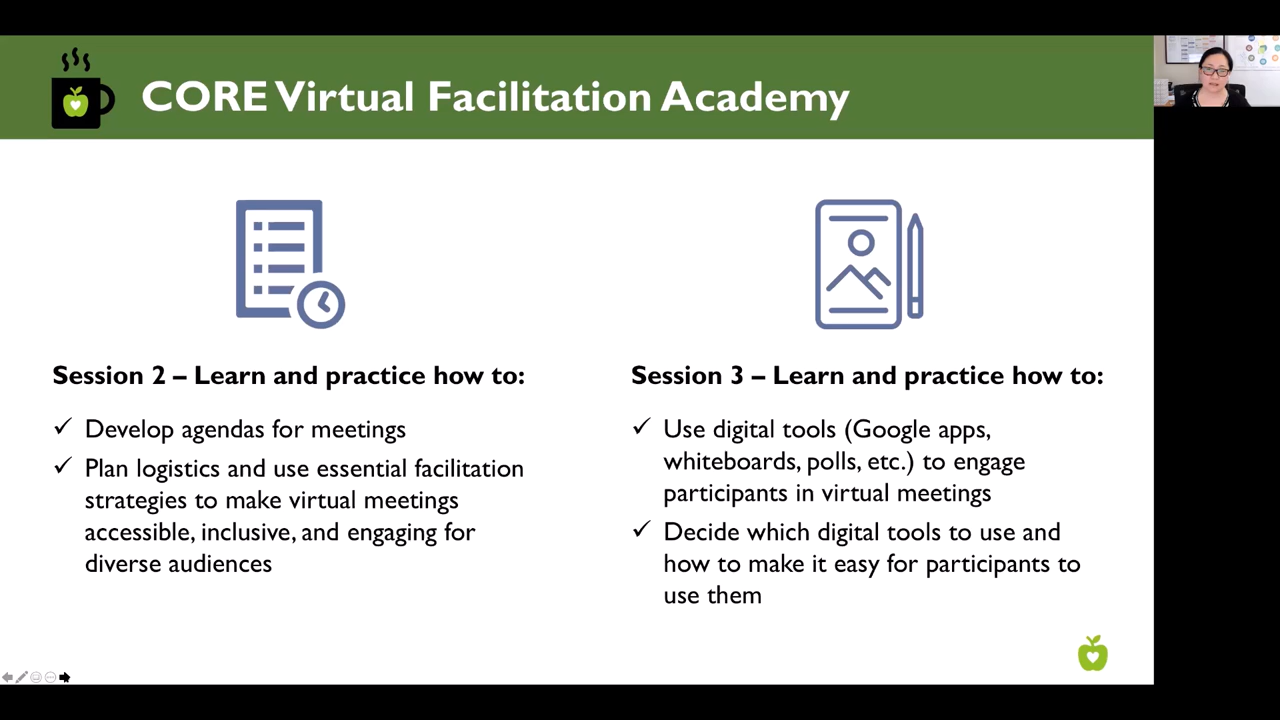 CORE Virtual Facilitation Academy
Session 2 – Learn and practice how to:
✓ Develop agendas for meetings
✓ Plan logistics and use essential facilitation
strategies to make virtual meetings
accessible, inclusive, and engaging for
diverse audiences
Session 3 – Learn and practice how to:
✓ Use digital tools (Google apps,
whiteboards, polls, etc.) to engage
participants in virtual meetings
✓ Decide which digital tools to use and
how to make it easy for participants to
use them